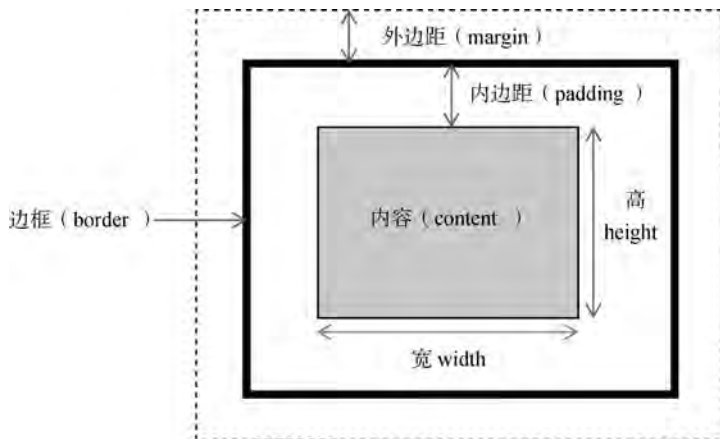 外边距（margin）
内边距（padding）
边框（border ）
内容（content ）
高
height
宽 width